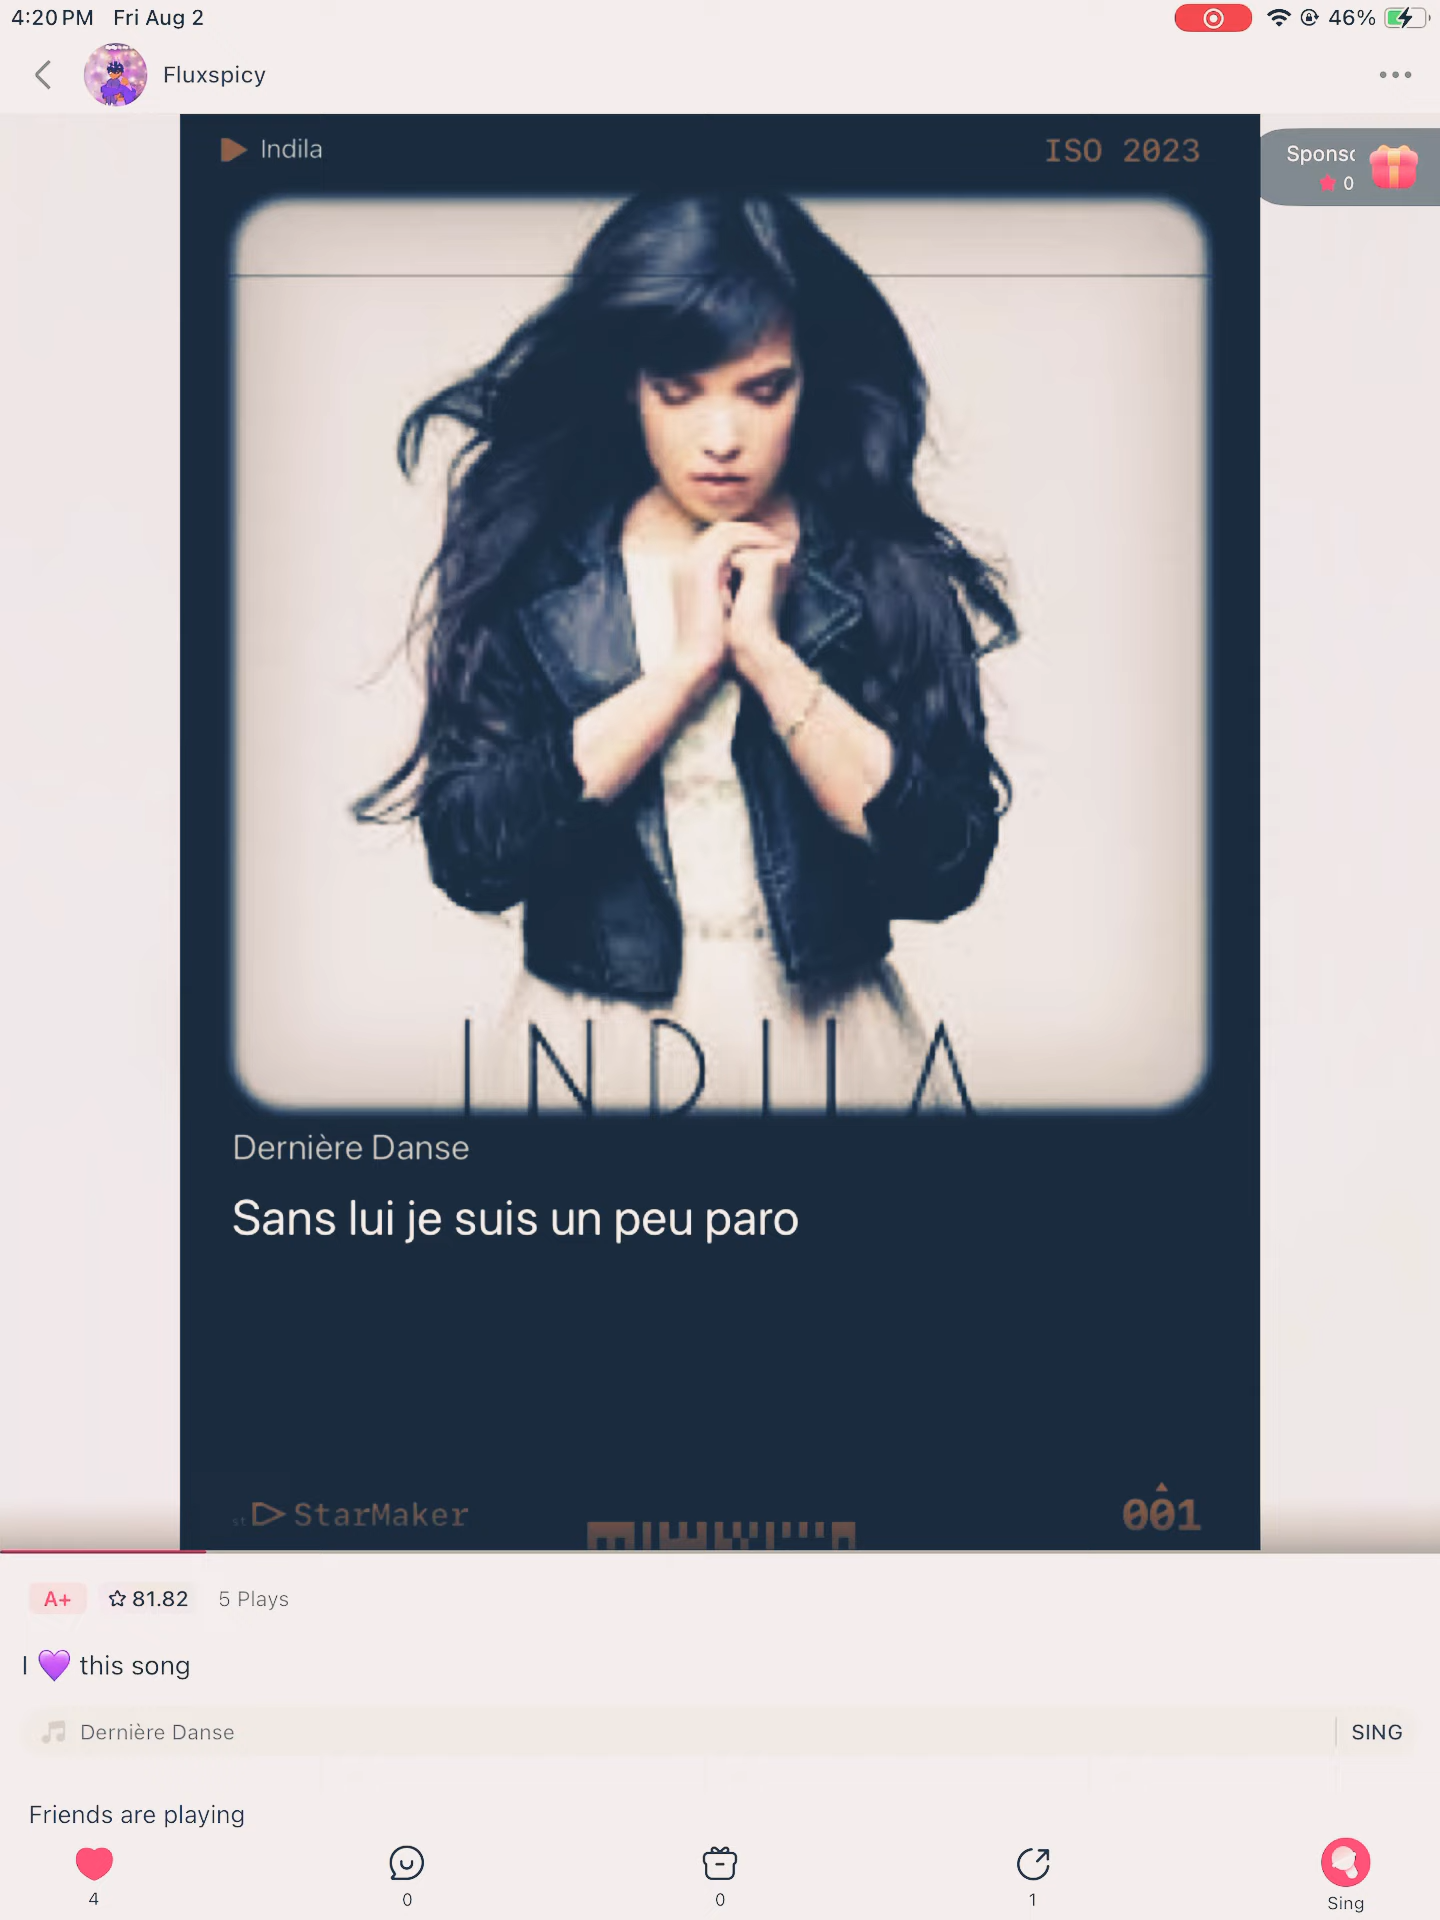 4:20 PM Fri Aug 2 46%
Fluxspicy
Indila ISO 2023
Spons
0
INDILA
Dernière Danse
Sans lui je suis un peu paro
st StarMaker 001
A+ 81.82 5 Plays
I 💜 this song
Dernière Danse SING
Friends are playing
4 0 0 1 Sing